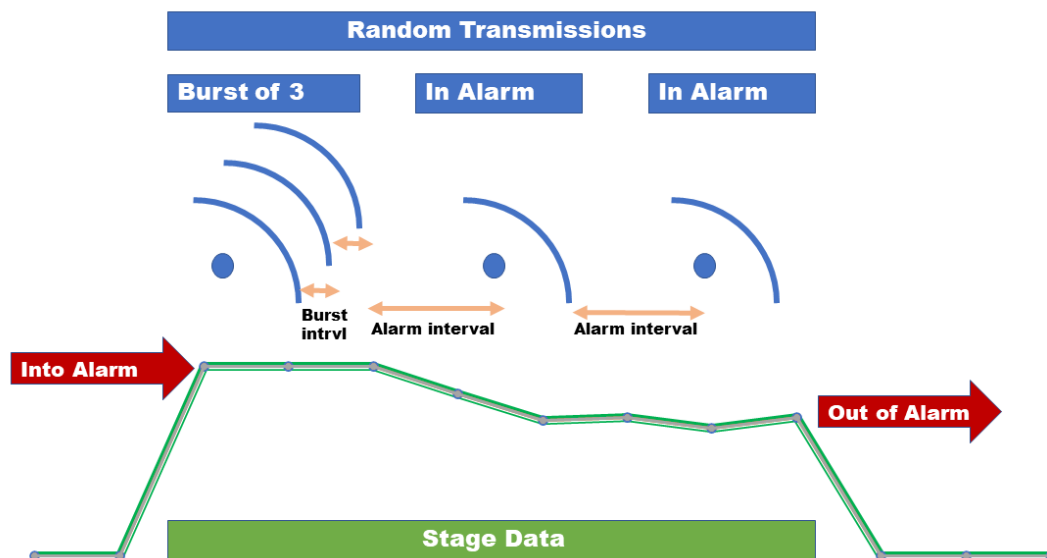 Random Transmissions
Burst of 3
In Alarm
In Alarm
Burst
intrvl
Alarm interval
Alarm interval
Into Alarm
Out of Alarm
Stage Data